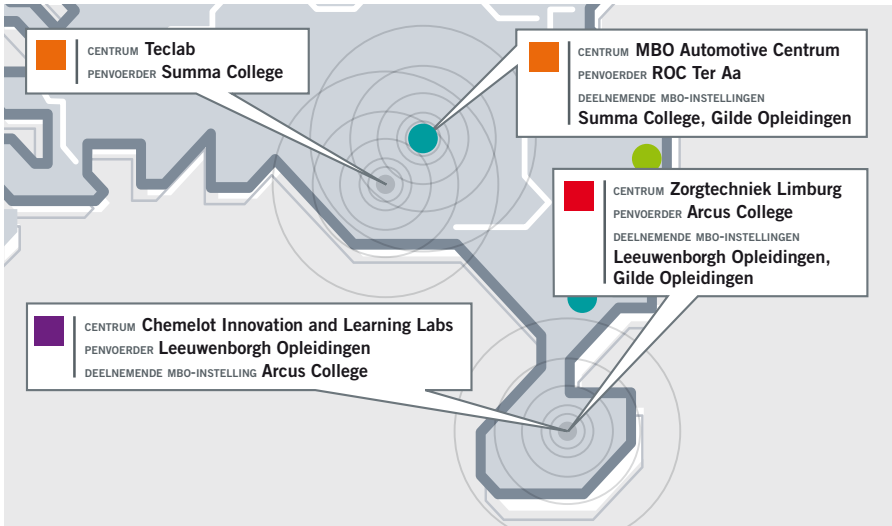 CENTRUM Teclab
PENVOERDER Summa College
CENTRUM MBO Automotive Centrum
PENVOERDER ROC Ter Aa
DEELNEMENDE MBO-INSTELLINGEN
Summa College, Gilde Opleidingen
CENTRUM Zorgtechniek Limburg
PENVOERDER Arcus College
DEELNEMENDE MBO-INSTELLINGEN
Leeuwenborgh Opleidingen,
Gilde Opleidingen
CENTRUM Chemelot Innovation and Learning Labs
PENVOERDER Leeuwenborgh Opleidingen
DEELNEMENDE MBO-INSTELLING Arcus College